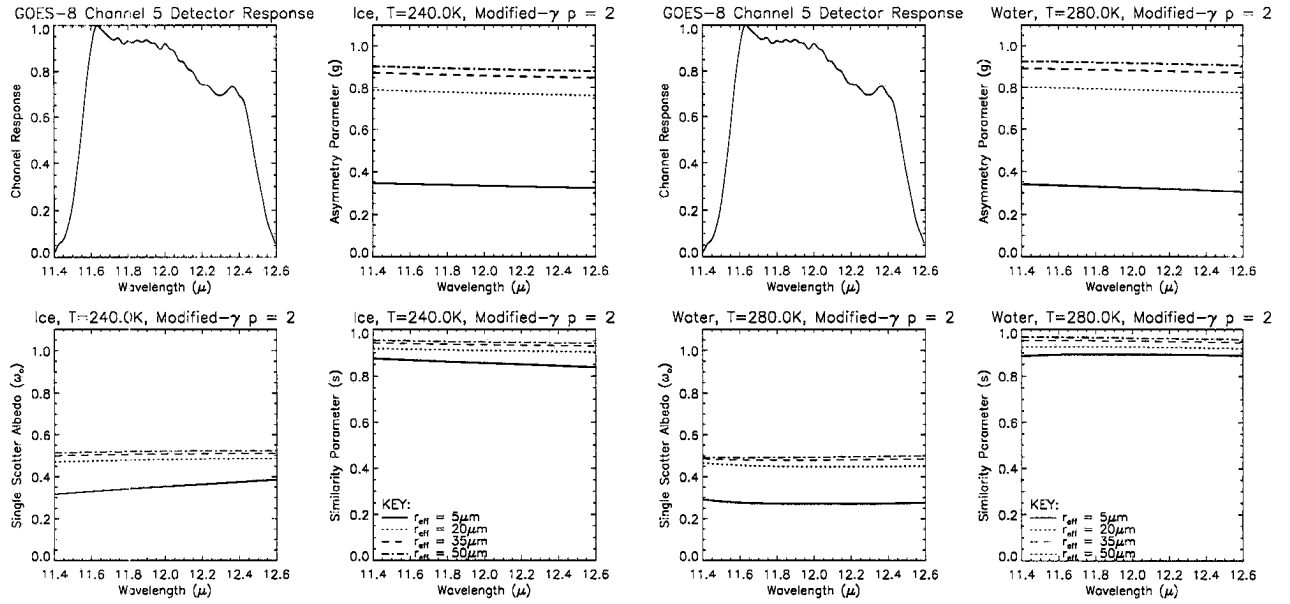 GOES-8 Channel 5 Detector Response
Channel Response
1.0
0.8
0.6
0.4
0.2
0.0
11.4 11.6 11.8 12.0 12.2 12.4 12.6
Wavelength (μ)
Ice, T=240.0K, Modified-γ p = 2
Asymmetry Parameter (g)
1.0
0.8
0.6
0.4
0.2
0.0
11.4 11.6 11.8 12.0 12.2 12.4 12.6
Wavelength (μ)
GOES-8 Channel 5 Detector Response
Channel Response
1.0
0.8
0.6
0.4
0.2
0.0
11.4 11.6 11.8 12.0 12.2 12.4 12.6
Wavelength (μ)
Water, T=280.0K, Modified-γ p = 2
Asymmetry Parameter (g)
1.0
0.8
0.6
0.4
0.2
0.0
11.4 11.6 11.8 12.0 12.2 12.4 12.6
Wavelength (μ)
Ice, T=240.0K, Modified-γ p = 2
Single Scatter Albedo (ω₀)
1.0
0.8
0.6
0.4
0.2
0.0
11.4 11.6 11.8 12.0 12.2 12.4 12.6
Wavelength (μ)
Ice, T=240.0K, Modified-γ p = 2
Similarity Parameter (s)
1.0
0.8
0.6
0.4
0.2
0.0
KEY:
r_eff = 5μm
r_eff = 20μm
r_eff = 35μm
r_eff = 50μm
11.4 11.6 11.8 12.0 12.2 12.4 12.6
Wavelength (μ)
Water, T=280.0K, Modified-γ p = 2
Single Scatter Albedo (ω₀)
1.0
0.8
0.6
0.4
0.2
0.0
11.4 11.6 11.8 12.0 12.2 12.4 12.6
Wavelength (μ)
Water, T=280.0K, Modified-γ p = 2
Similarity Parameter (s)
1.0
0.8
0.6
0.4
0.2
0.0
KEY:
r_eff = 5μm
r_eff = 20μm
r_eff = 35μm
r_eff = 50μm
11.4 11.6 11.8 12.0 12.2 12.4 12.6
Wavelength (μ)